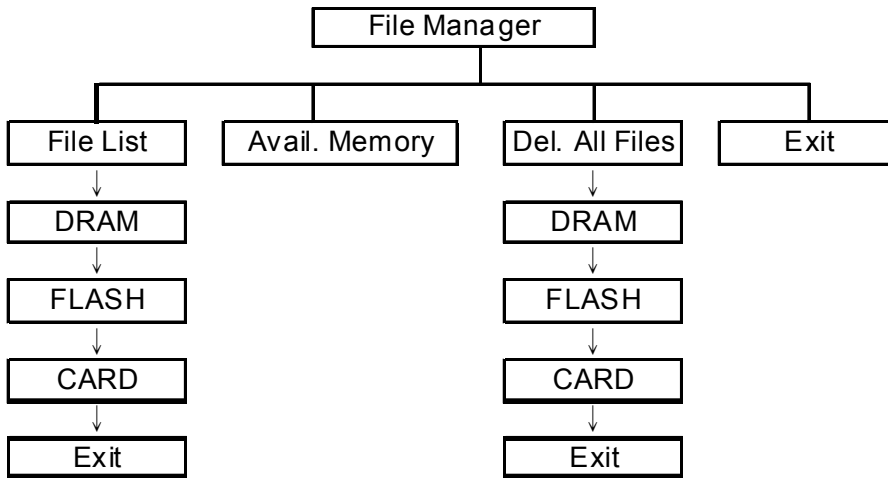 File Manager
File List
Avail. Memory
Del. All Files
Exit
DRAM
DRAM
FLASH
FLASH
CARD
CARD
Exit
Exit